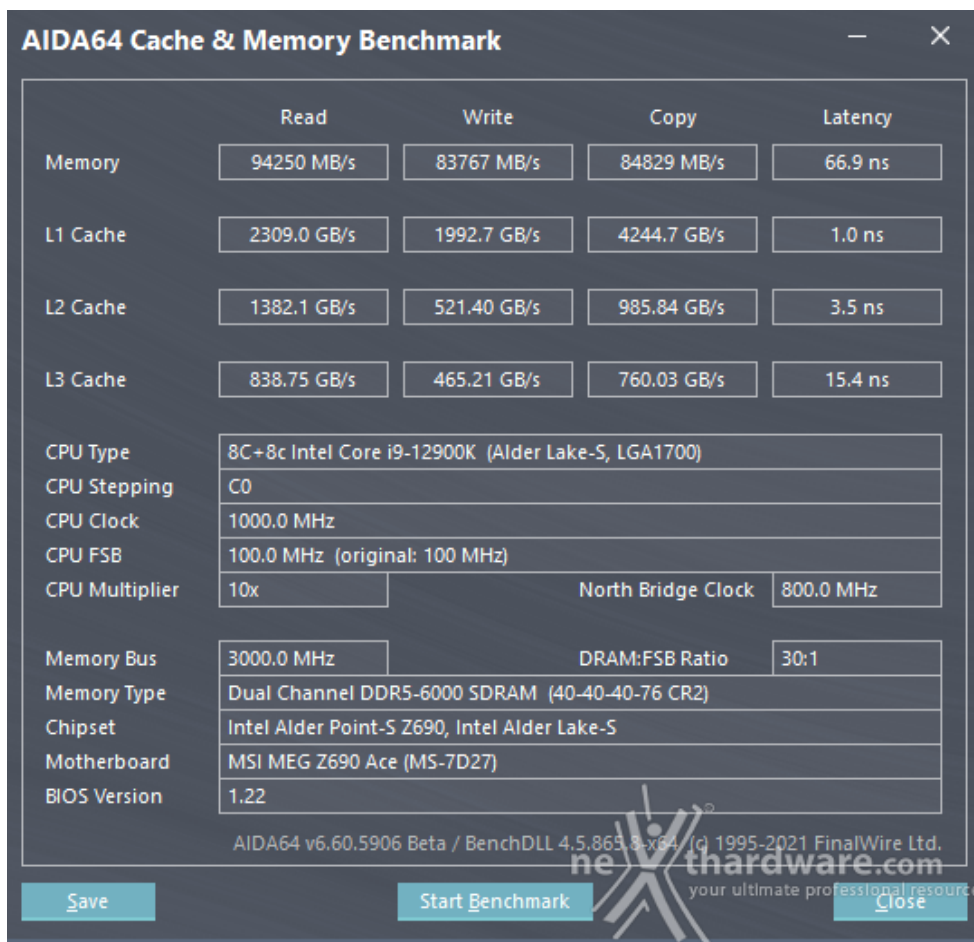 AIDA64 Cache & Memory Benchmark
Read Write Copy Latency
Memory 94250 MB/s 83767 MB/s 84829 MB/s 66.9 ns
L1 Cache 2309.0 GB/s 1992.7 GB/s 4244.7 GB/s 1.0 ns
L2 Cache 1382.1 GB/s 521.40 GB/s 985.84 GB/s 3.5 ns
L3 Cache 838.75 GB/s 465.21 GB/s 760.03 GB/s 15.4 ns
CPU Type 8C+8c Intel Core i9-12900K (Alder Lake-S, LGA1700)
CPU Stepping C0
CPU Clock 1000.0 MHz
CPU FSB 100.0 MHz (original: 100 MHz)
CPU Multiplier 10x North Bridge Clock 800.0 MHz
Memory Bus 3000.0 MHz DRAM:FSB Ratio 30:1
Memory Type Dual Channel DDR5-6000 SDRAM (40-40-40-76 CR2)
Chipset Intel Alder Point-S Z690, Intel Alder Lake-S
Motherboard MSI MEG Z690 Ace (MS-7D27)
BIOS Version 1.22
AIDA64 v6.60.5906 Beta / BenchDLL 4.5.865.8-x64 (c) 1995-2021 FinalWire Ltd.
nexthardware.com
your ultimate professional resource
Save Start Benchmark Close